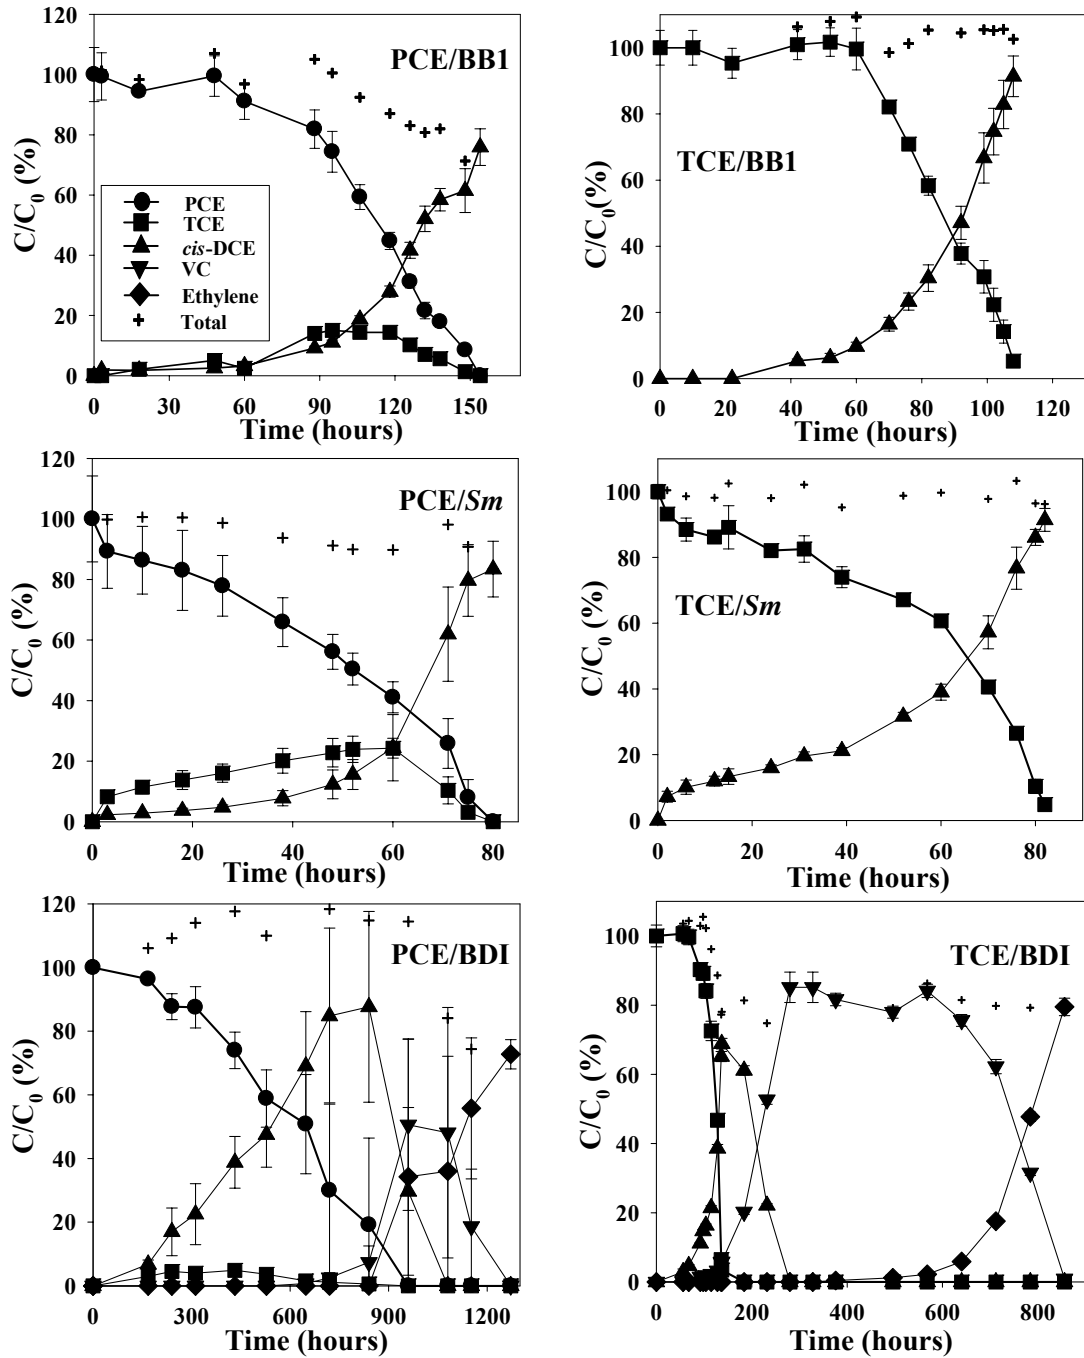 120
100
80
60
40
20
0
C/C0 (%)
PCE/BB1
PCE
TCE
cis-DCE
VC
Ethylene
Total
0 30 60 90 120 150
Time (hours)
100
80
60
40
20
0
C/C0(%)
TCE/BB1
0 20 40 60 80 100 120
Time (hours)
120
100
80
60
40
20
0
C/C0 (%)
PCE/Sm
0 20 40 60 80
Time (hours)
100
80
60
40
20
0
C/C0 (%)
TCE/Sm
0 20 40 60 80
Time (hours)
120
100
80
60
40
20
0
C/C0 (%)
PCE/BDI
0 300 600 900 1200
Time (hours)
100
80
60
40
20
0
C/C0 (%)
TCE/BDI
0 200 400 600 800
Time (hours)